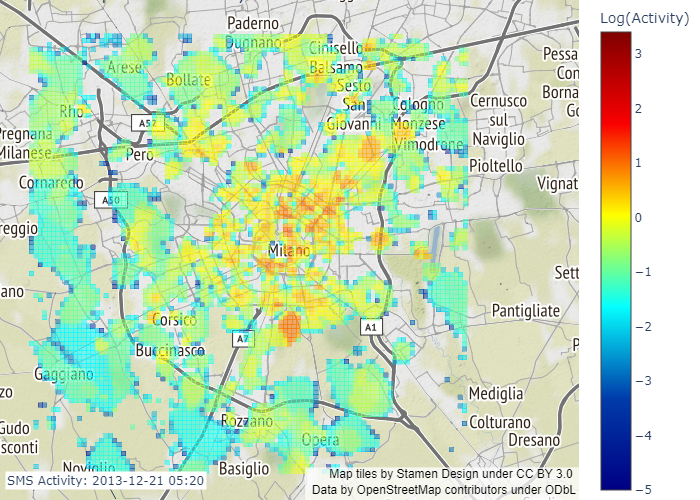 Log(Activity)
3
2
1
0
−1
−2
−3
−4
−5
Paderno
Dugnano
Cinisello
Balsamo
Arese
Bollate
Sesto
San
Giovanni
Cologno
Monzese
Cernusco
sul
Naviglio
Pessa
Con
Borna
Go
Rho
A57
Pregnana
Milanese
Pero
Vimodrone
Pioltello
Cornaredo
A50
Vignat
reggio
Milano
Sett
ano
Pantigliate
Corsico
A7
A1
Buccinasco
Gaggiano
P
zo
Mediglia
Rozzano
Colturano
Gudo
sconti
Opera
Dresano
Noviglio
Basiglio
SMS Activity: 2013-12-21 05:20
Map tiles by Stamen Design under CC BY 3.0
Data by OpenStreetMap contributors under ODbL